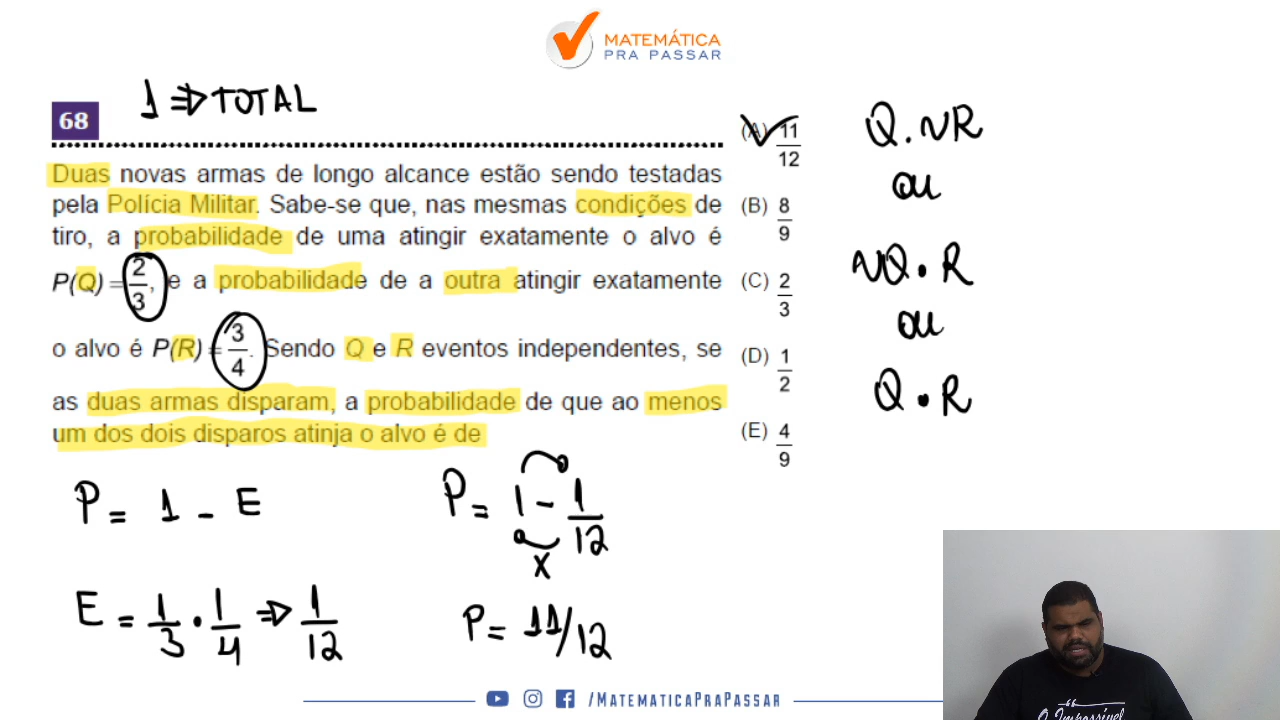 MATEMÁTICA
PRA PASSAR
1 ⇒ TOTAL
68
Duas novas armas de longo alcance estão sendo testadas
pela Polícia Militar. Sabe-se que, nas mesmas condições de
tiro, a probabilidade de uma atingir exatamente o alvo é
P(Q) = 2/3, e a probabilidade de a outra atingir exatamente
o alvo é P(R) = 3/4. Sendo Q e R eventos independentes, se
as duas armas disparam, a probabilidade de que ao menos
um dos dois disparos atinja o alvo é de
(A) 11/12
(B) 8/9
(C) 2/3
(D) 1/2
(E) 4/9
Q . NR
ou
NQ . R
ou
Q . R
P = 1 - E
E = 1/3 . 1/4 ⇒ 1/12
P = 1 - 1/12
x
P = 11/12
O Impossível
/MATEMATICAPRAPASSAR